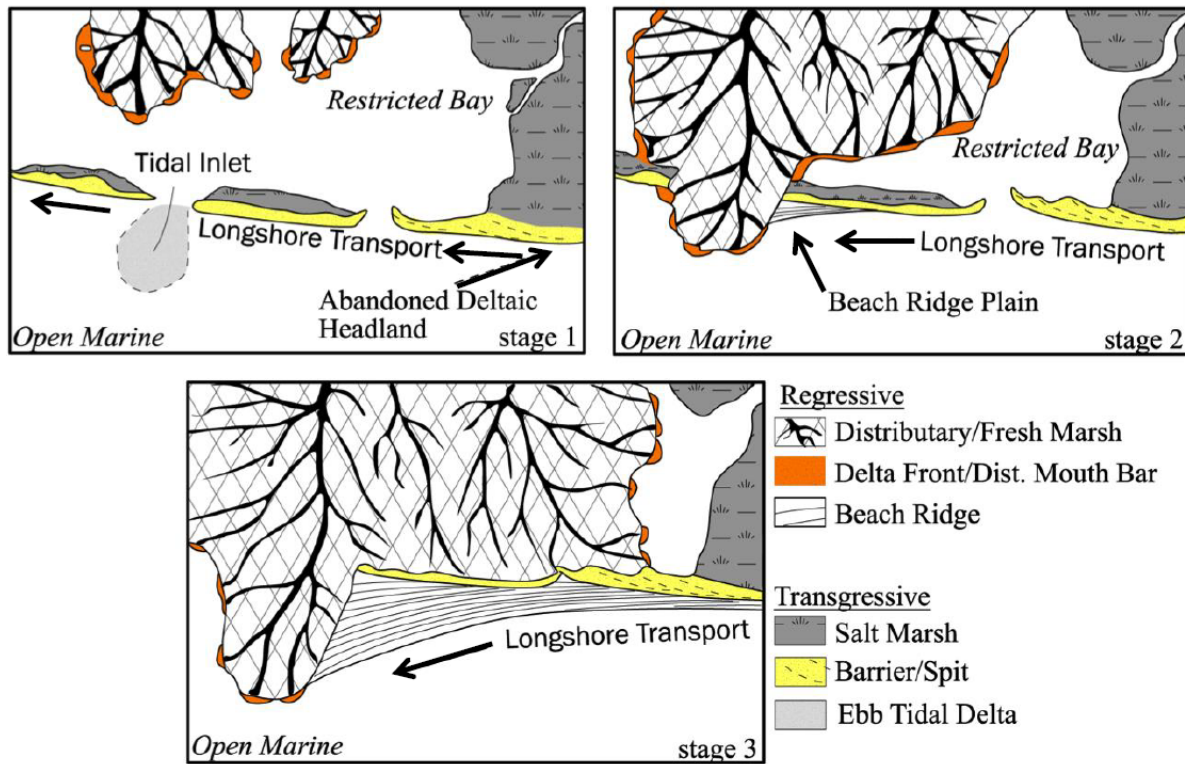 Restricted Bay
Tidal Inlet
Longshore Transport
Abandoned Deltaic
Headland
Open Marine
stage 1
Restricted Bay
Longshore Transport
Beach Ridge Plain
Open Marine
stage 2
Longshore Transport
Open Marine
stage 3
Regressive
Distributary/Fresh Marsh
Delta Front/Dist. Mouth Bar
Beach Ridge
Transgressive
Salt Marsh
Barrier/Spit
Ebb Tidal Delta